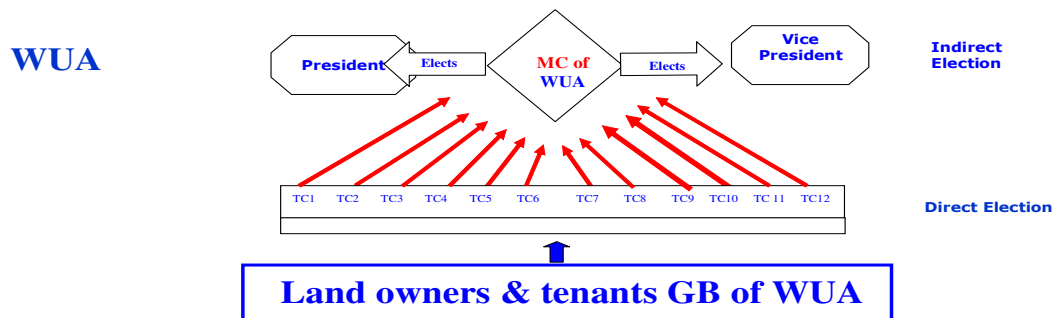 WUA
President
Elects
MC of
WUA
Elects
Vice
President
Indirect
Election
TC1 TC2 TC3 TC4 TC5 TC6 TC7 TC8 TC9 TC10 TC 11 TC12
Direct Election
Land owners & tenants GB of WUA